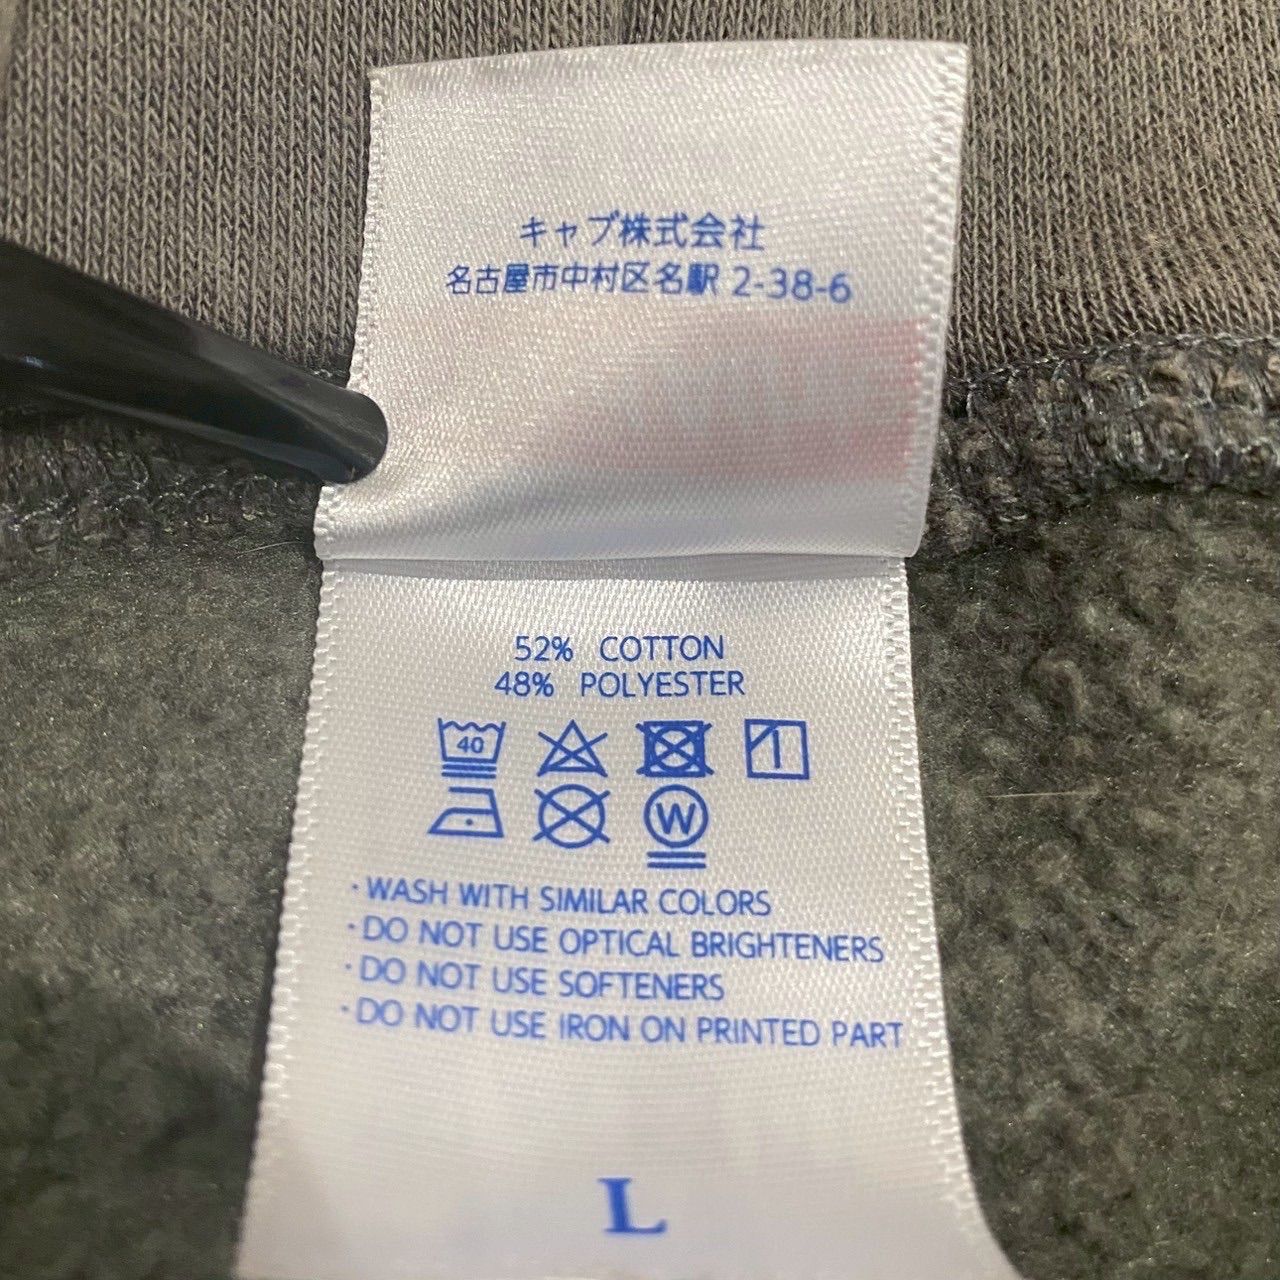 キャブ株式会社
名古屋市中村区名駅 2-38-6
52% COTTON
48% POLYESTER
40
W
・WASH WITH SIMILAR COLORS
・DO NOT USE OPTICAL BRIGHTENERS
・DO NOT USE SOFTENERS
・DO NOT USE IRON ON PRINTED PART
L